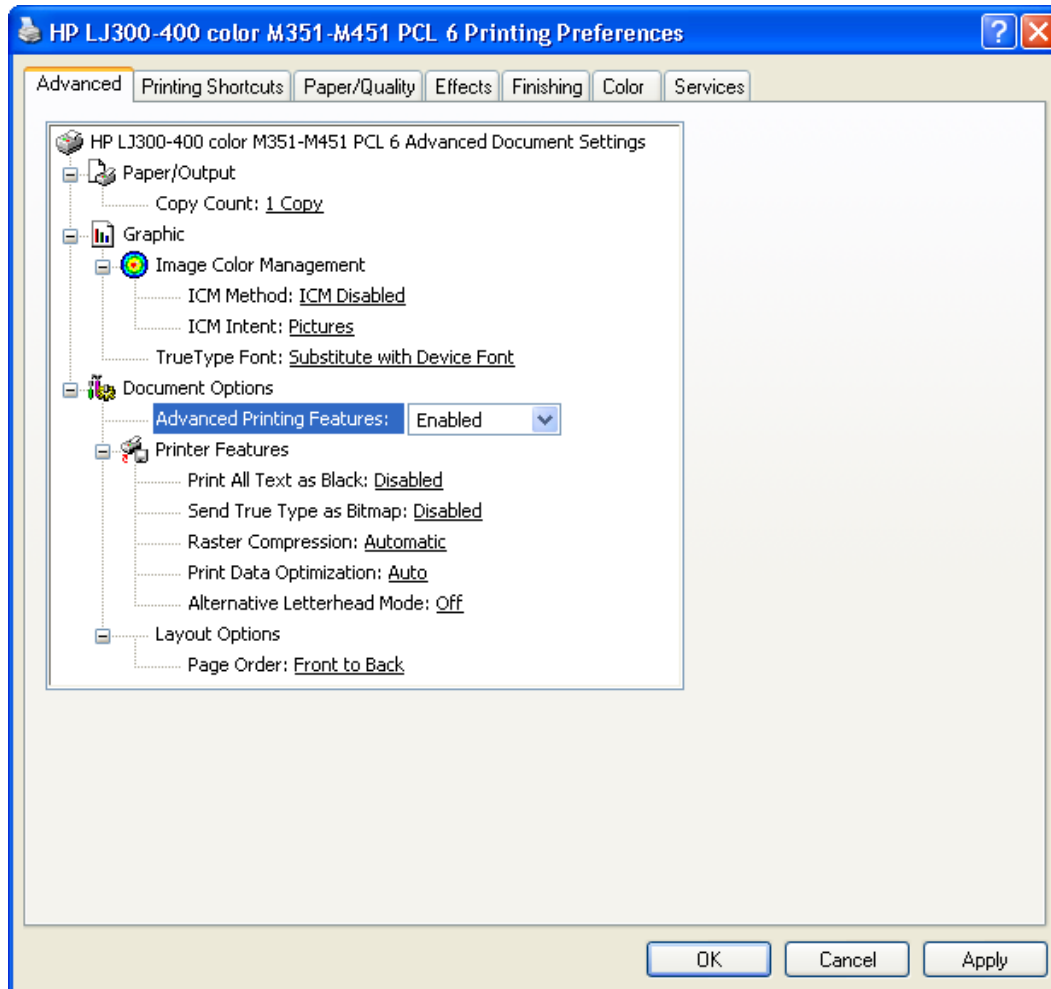 HP LJ300-400 color M351-M451 PCL 6 Printing Preferences
Advanced Printing Shortcuts Paper/Quality Effects Finishing Color Services
HP LJ300-400 color M351-M451 PCL 6 Advanced Document Settings
Paper/Output
Copy Count: 1 Copy
Graphic
Image Color Management
ICM Method: ICM Disabled
ICM Intent: Pictures
TrueType Font: Substitute with Device Font
Document Options
Advanced Printing Features: Enabled
Printer Features
Print All Text as Black: Disabled
Send True Type as Bitmap: Disabled
Raster Compression: Automatic
Print Data Optimization: Auto
Alternative Letterhead Mode: Off
Layout Options
Page Order: Front to Back
OK Cancel Apply